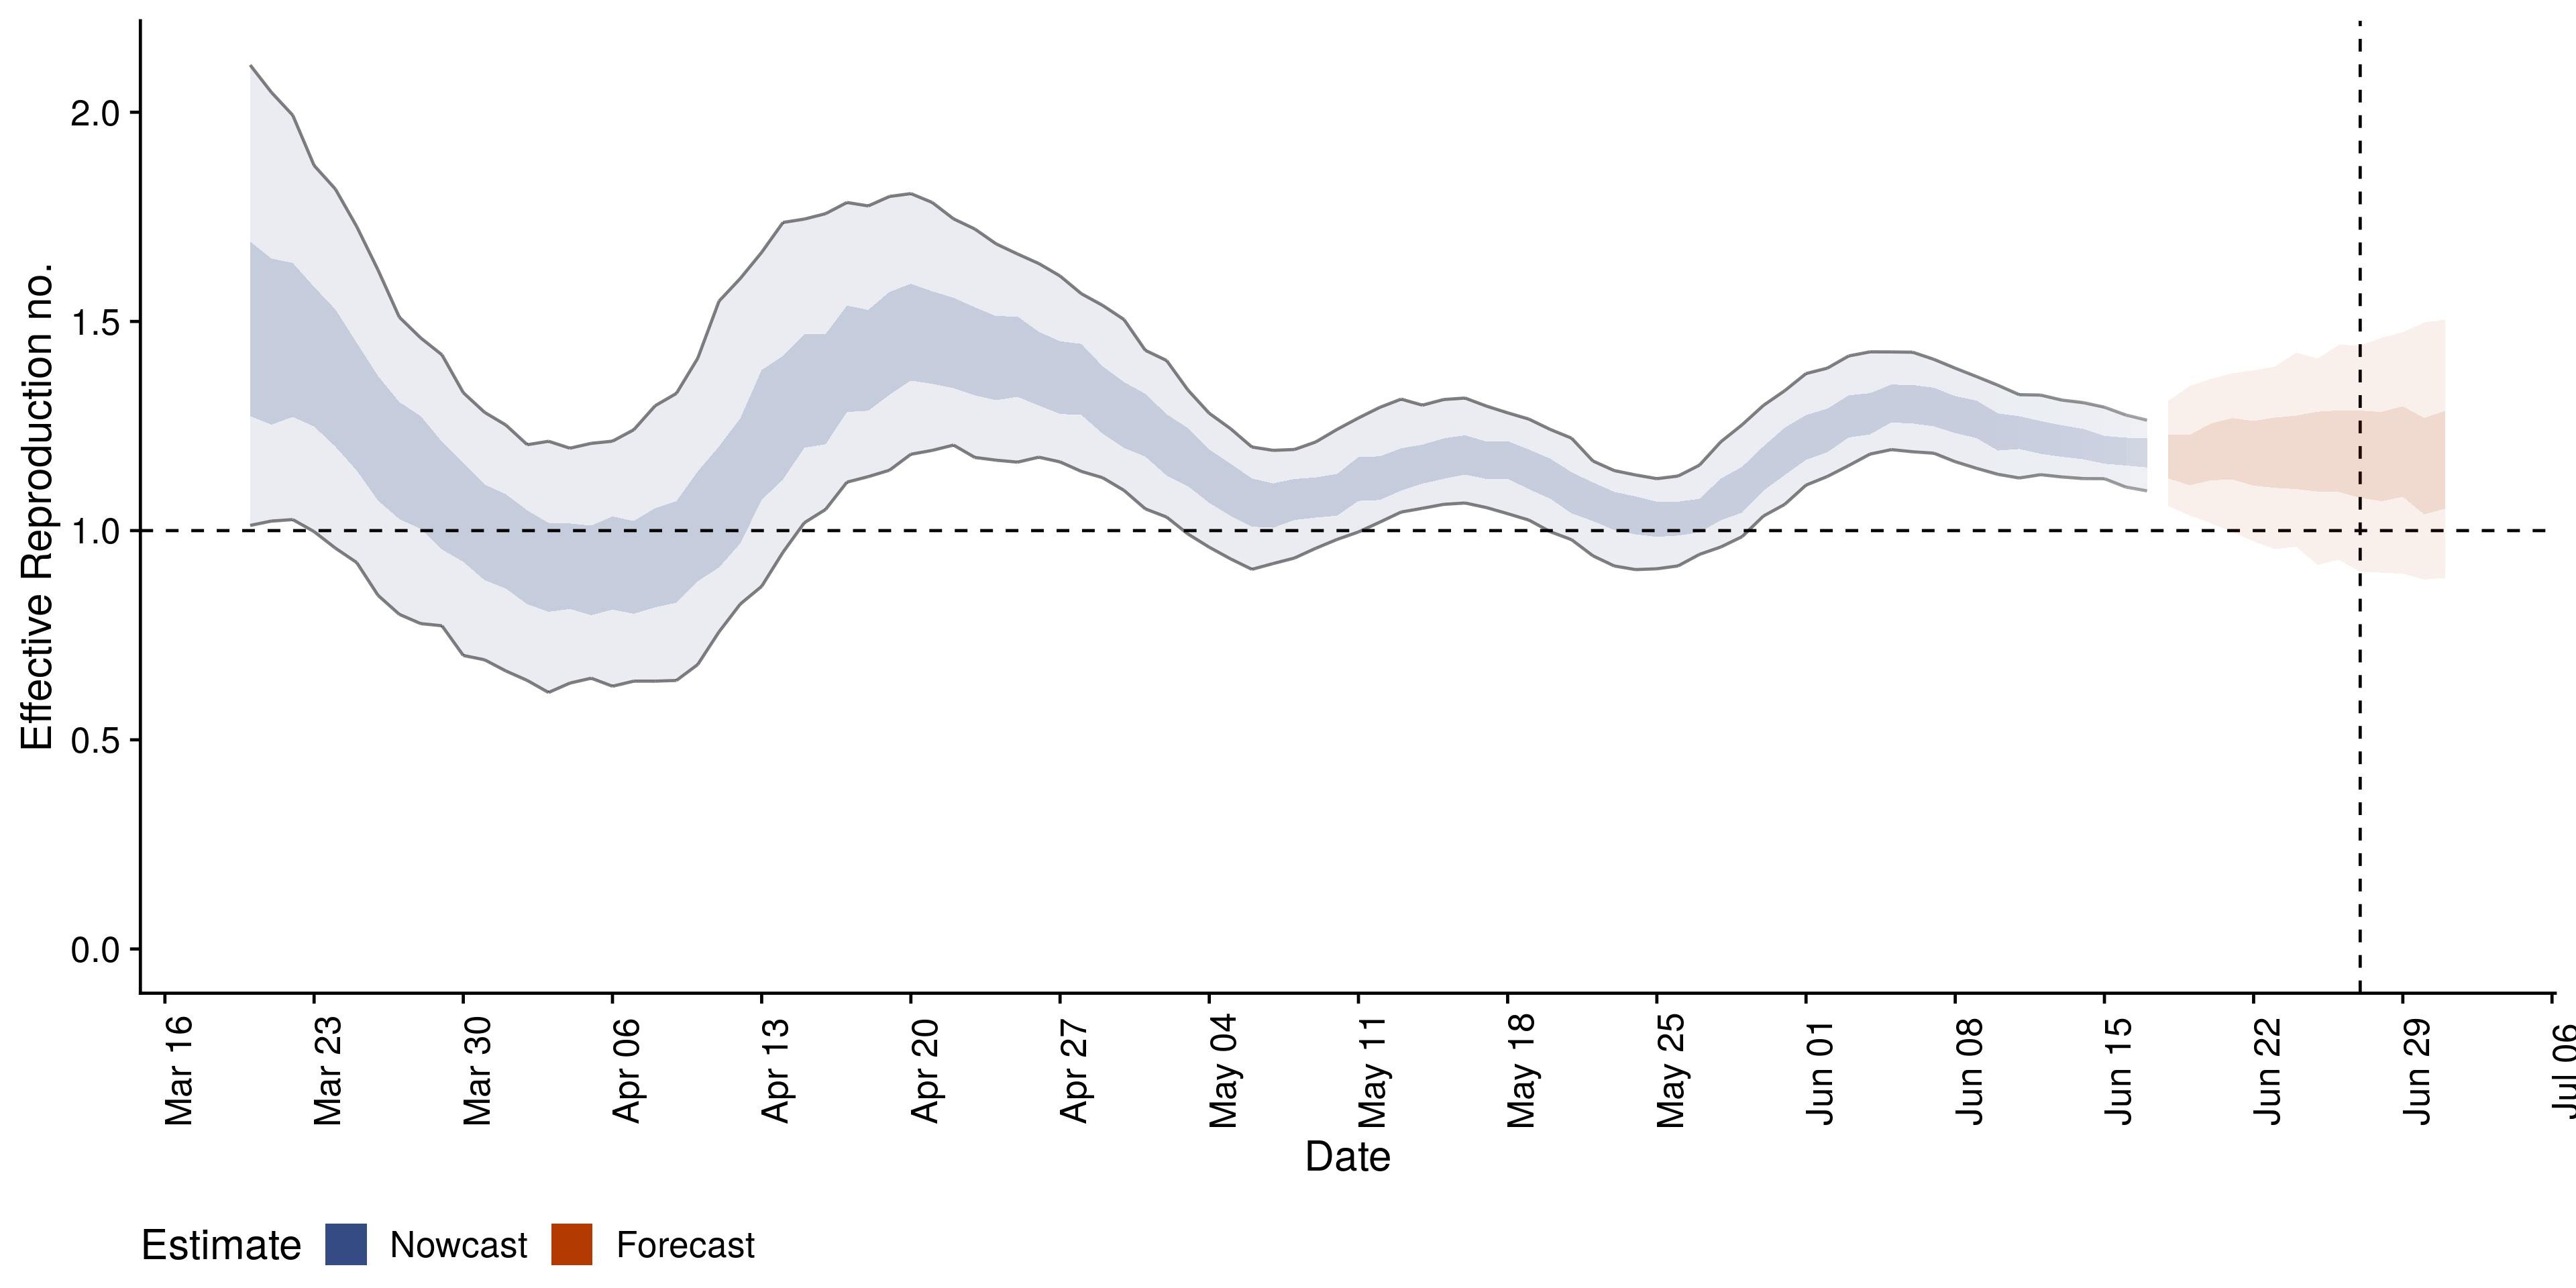 Effective Reproduction no.
2.0
1.5
1.0
0.5
0.0
Mar 16
Mar 23
Mar 30
Apr 06
Apr 13
Apr 20
Apr 27
May 04
May 11
May 18
May 25
Jun 01
Jun 08
Jun 15
Jun 22
Jun 29
Jul 06
Date
Estimate Nowcast Forecast